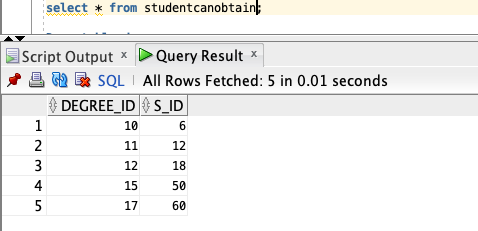 select * from studentcanobtain;
Script Output x Query Result x
SQL | All Rows Fetched: 5 in 0.01 seconds
DEGREE_ID S_ID
1 10 6
2 11 12
3 12 18
4 15 50
5 17 60